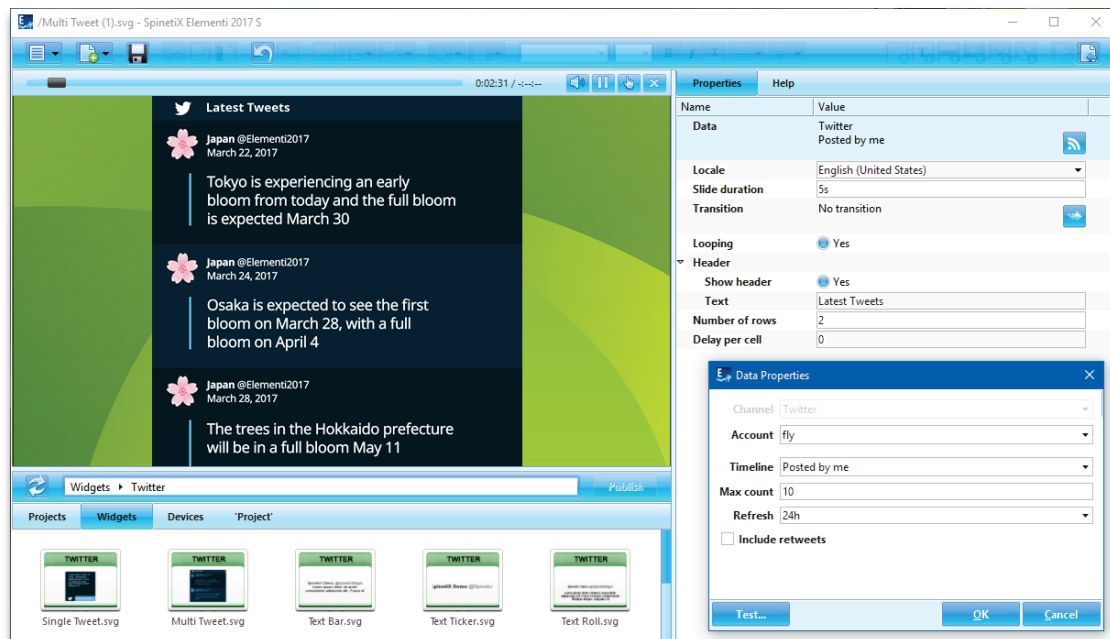 /Multi Tweet (1).svg - SpinetiX Elementi 2017 S
0:02:31 / -:--:--
Latest Tweets
Japan @Elementi2017
March 22, 2017
Tokyo is experiencing an early
bloom from today and the full bloom
is expected March 30
Japan @Elementi2017
March 24, 2017
Osaka is expected to see the first
bloom on March 28, with a full
bloom on April 4
Japan @Elementi2017
March 28, 2017
The trees in the Hokkaido prefecture
will be in a full bloom May 11
Widgets ▸ Twitter
Publish
Projects Widgets Devices 'Project'
TWITTER TWITTER TWITTER TWITTER TWITTER
Single Tweet.svg Multi Tweet.svg Text Bar.svg Text Ticker.svg Text Roll.svg
Properties Help
Name Value
Data Twitter
Posted by me
Locale English (United States)
Slide duration 5s
Transition No transition
Looping Yes
Header
Show header Yes
Text Latest Tweets
Number of rows 2
Delay per cell 0
Data Properties
Channel Twitter
Account fly
Timeline Posted by me
Max count 10
Refresh 24h
Include retweets
Test... OK Cancel